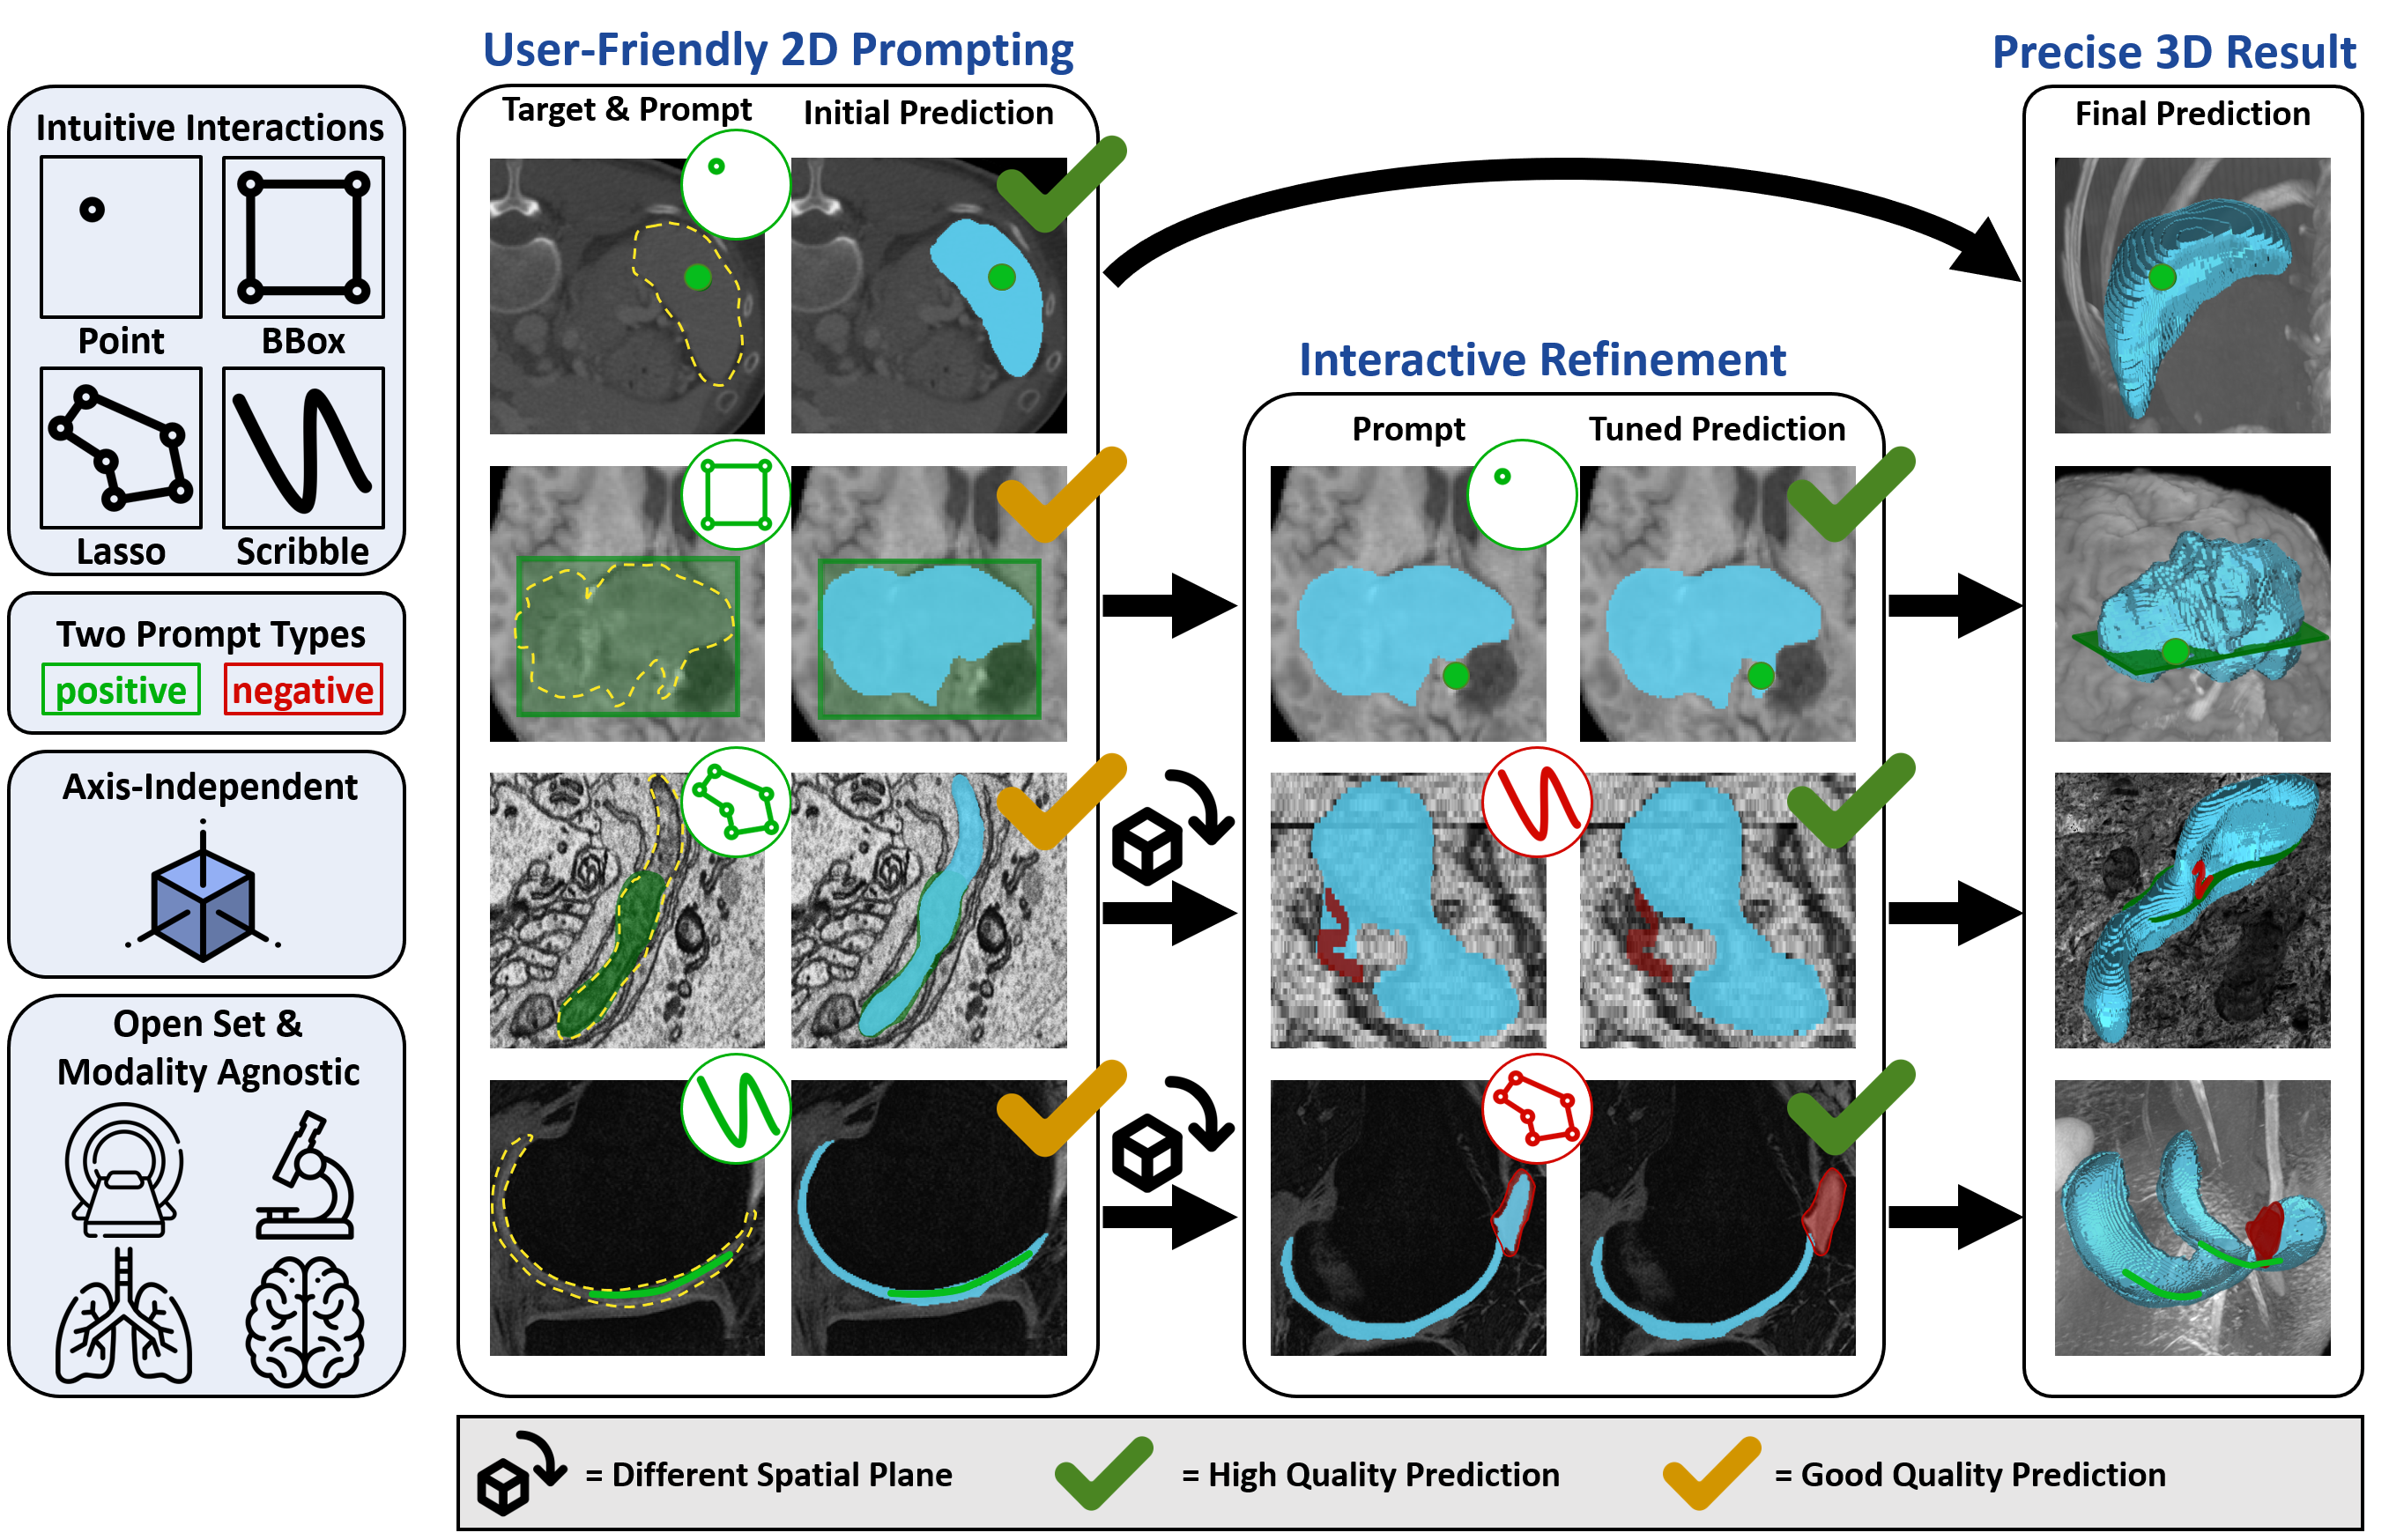 User-Friendly 2D Prompting
Precise 3D Result
Intuitive Interactions
Point
BBox
Lasso
Scribble
Two Prompt Types
positive
negative
Axis-Independent
Open Set &
Modality Agnostic
Target & Prompt
Initial Prediction
Interactive Refinement
Prompt
Tuned Prediction
Final Prediction
= Different Spatial Plane
= High Quality Prediction
= Good Quality Prediction